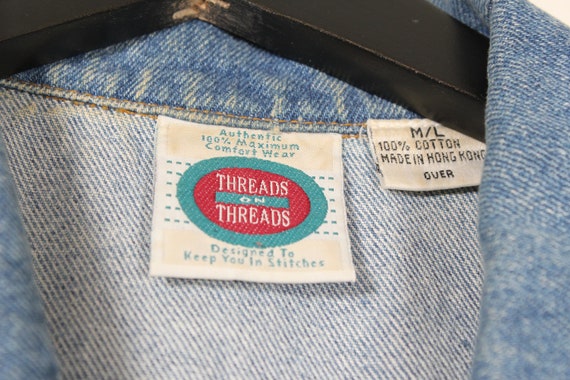 Authentic
100% Maximum
Comfort Wear
THREADS
ON
THREADS
Designed To
Keep You In Stitches
M/L
100% COTTON
MADE IN HONG KONG
OVER